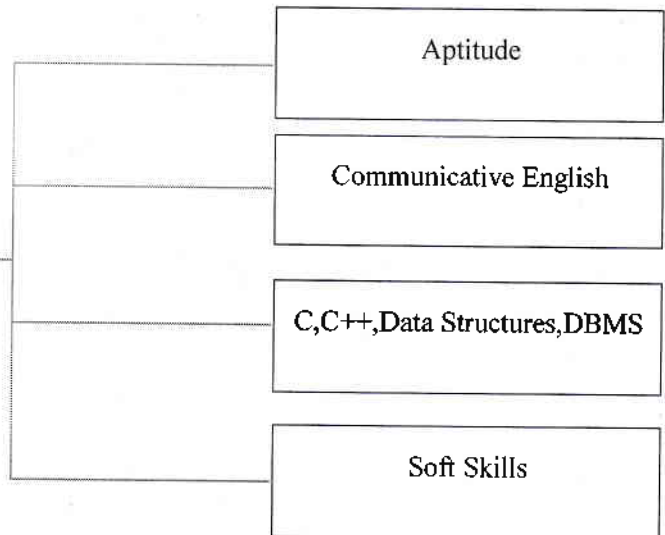 Aptitude
Communicative English
C,C++,Data Structures,DBMS
Soft Skills